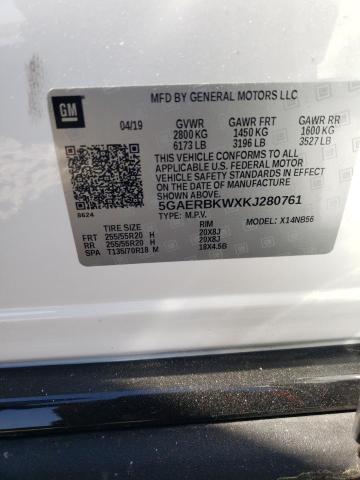 GM
MFD BY GENERAL MOTORS LLC
04/19 GVWR GAWR FRT GAWR RR
2800 KG 1450 KG 1600 KG
6173 LB 3196 LB 3527 LB
THIS VEHICLE CONFORMS TO ALL
APPLICABLE U.S. FEDERAL MOTOR
VEHICLE SAFETY STANDARDS IN
EFFECT ON THE DATE OF
MANUFACTURE SHOWN ABOVE.
8624
5GAERBKWXKJ280761
TYPE: M.P.V. MODEL: X14NB56
TIRE SIZE RIM
FRT 255/55R20 H 20X8J
RR 255/55R20 H 20X8J
SPA T135/70R18 M 18X4.5B